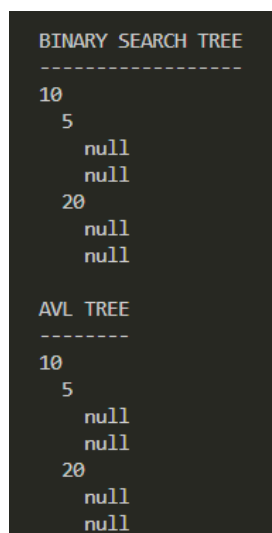 BINARY SEARCH TREE
------------------
10
  5
    null
    null
  20
    null
    null

AVL TREE
--------
10
  5
    null
    null
  20
    null
    null